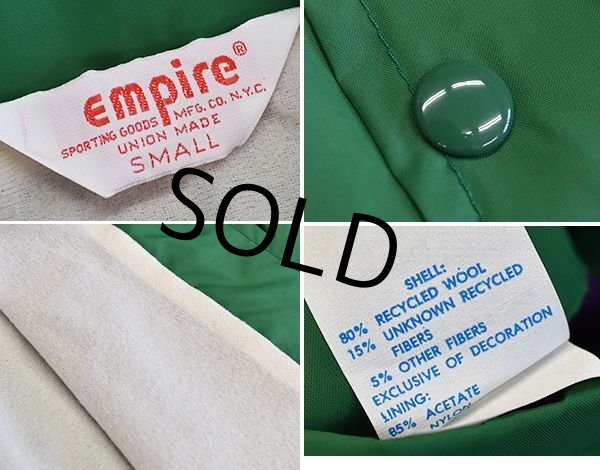 empire®
SPORTING GOODS MFG. CO. N.Y.C.
UNION MADE
SMALL
SOLD
SHELL:
80% RECYCLED WOOL
15% UNKNOWN RECYCLED
FIBERS
5% OTHER FIBERS
EXCLUSIVE OF DECORATION
LINING:
85% ACETATE
NYLON